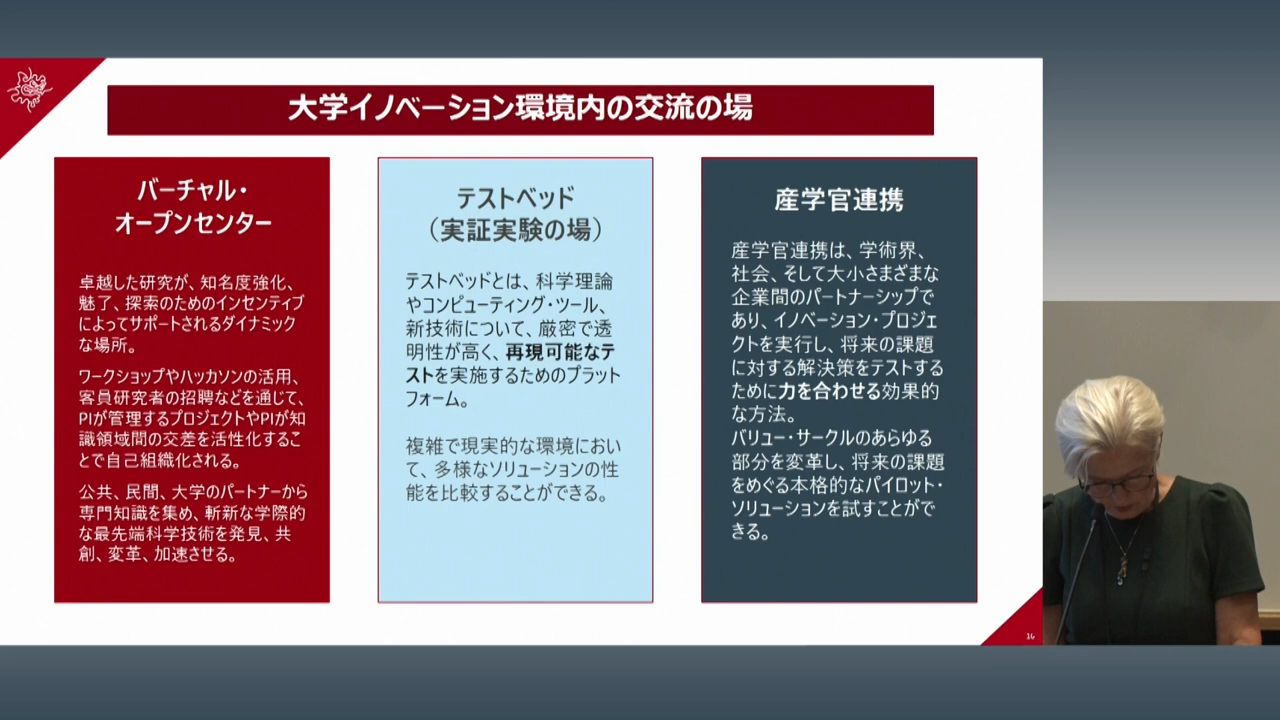 大学イノベーション環境内の交流の場
バーチャル・
オープンセンター
卓越した研究が、知名度強化、
魅了、探索のためのインセンティブ
によってサポートされるダイナミック
な場所。
ワークショップやハッカソンの活用、
客員研究者の招聘などを通じて、
PIが管理するプロジェクトやPIが知
識領域間の交差を活性化するこ
とで自己組織化される。
公共、民間、大学のパートナーから
専門知識を集め、斬新な学際的
な最先端科学技術を発見、共
創、変革、加速させる。
テストベッド
（実証実験の場）
テストベッドとは、科学理論
やコンピューティング・ツール、
新技術について、厳密で透
明性が高く、再現可能なテ
ストを実施するためのプラット
フォーム。
複雑で現実的な環境におい
て、多様なソリューションの性
能を比較することができる。
産学官連携
産学官連携は、学術界、
社会、そして大小さまざまな
企業間のパートナーシップで
あり、イノベーション・プロジェ
クトを実行し、将来の課題
に対する解決策をテストする
ために力を合わせる効果的
な方法。
バリュー・サークルのあらゆる
部分を変革し、将来の課題
をめぐる本格的なパイロット・
ソリューションを試すことがで
きる。
16